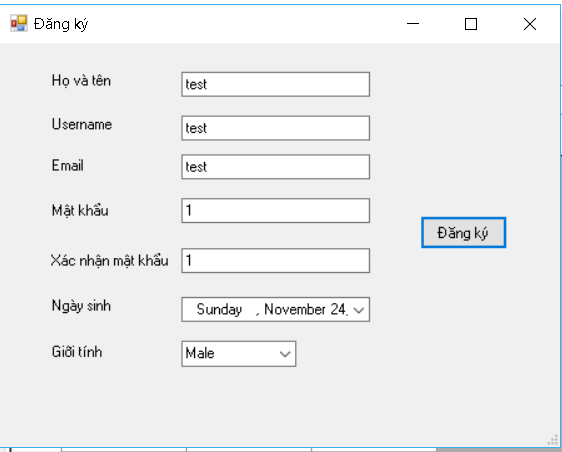 Đăng ký
Họ và tên test
Username test
Email test
Mật khẩu 1
Đăng ký
Xác nhận mật khẩu 1
Ngày sinh Sunday , November 24,
Giới tính Male